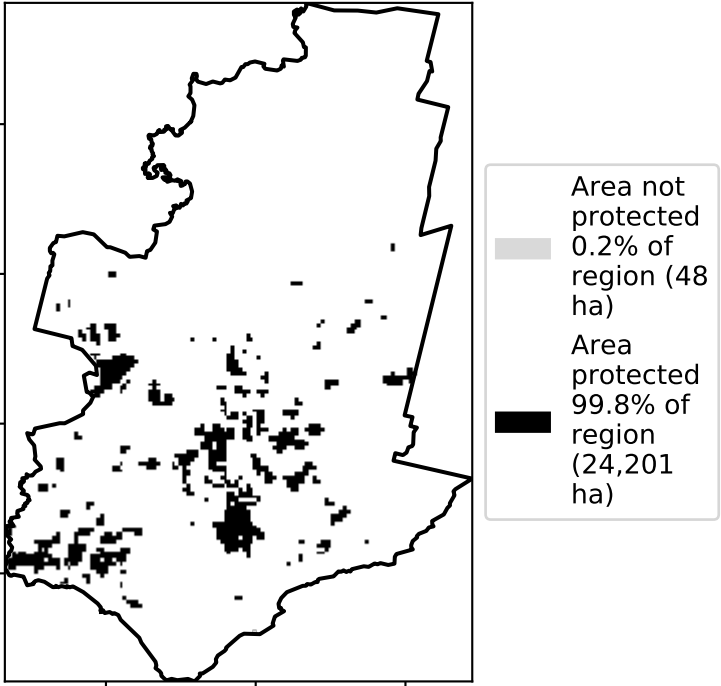 Area not
protected
0.2% of
region (48
ha)
Area
protected
99.8% of
region
(24,201
ha)